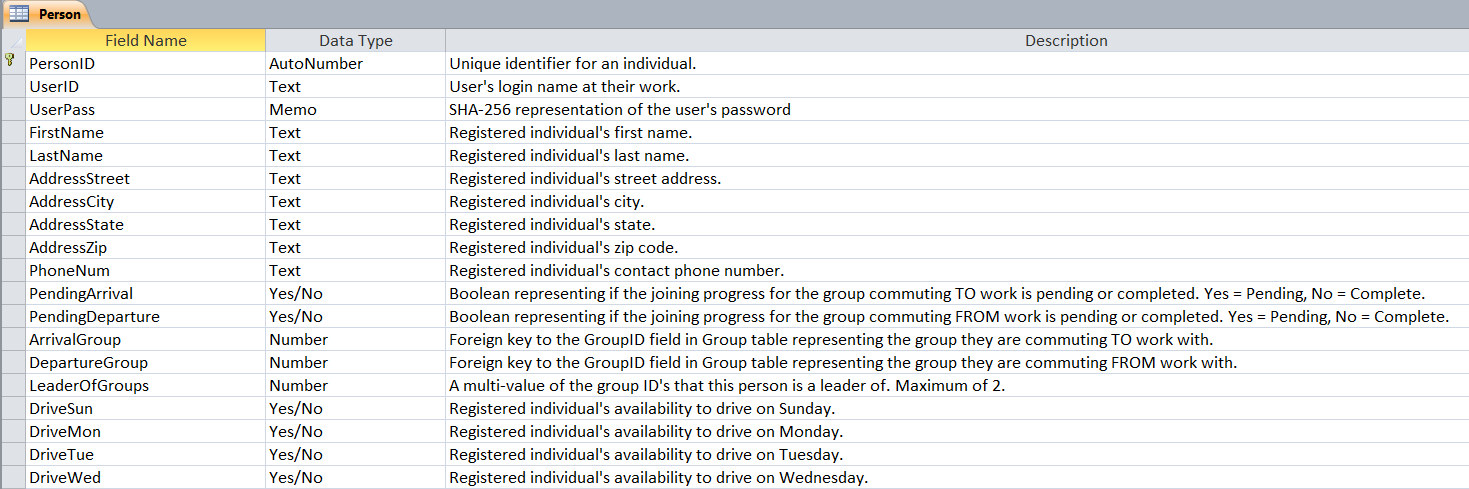 Person
Field Name Data Type Description
PersonID AutoNumber Unique identifier for an individual.
UserID Text User's login name at their work.
UserPass Memo SHA-256 representation of the user's password
FirstName Text Registered individual's first name.
LastName Text Registered individual's last name.
AddressStreet Text Registered individual's street address.
AddressCity Text Registered individual's city.
AddressState Text Registered individual's state.
AddressZip Text Registered individual's zip code.
PhoneNum Text Registered individual's contact phone number.
PendingArrival Yes/No Boolean representing if the joining progress for the group commuting TO work is pending or completed. Yes = Pending, No = Complete.
PendingDeparture Yes/No Boolean representing if the joining progress for the group commuting FROM work is pending or completed. Yes = Pending, No = Complete.
ArrivalGroup Number Foreign key to the GroupID field in Group table representing the group they are commuting TO work with.
DepartureGroup Number Foreign key to the GroupID field in Group table representing the group they are commuting FROM work with.
LeaderOfGroups Number A multi-value of the group ID's that this person is a leader of. Maximum of 2.
DriveSun Yes/No Registered individual's availability to drive on Sunday.
DriveMon Yes/No Registered individual's availability to drive on Monday.
DriveTue Yes/No Registered individual's availability to drive on Tuesday.
DriveWed Yes/No Registered individual's availability to drive on Wednesday.